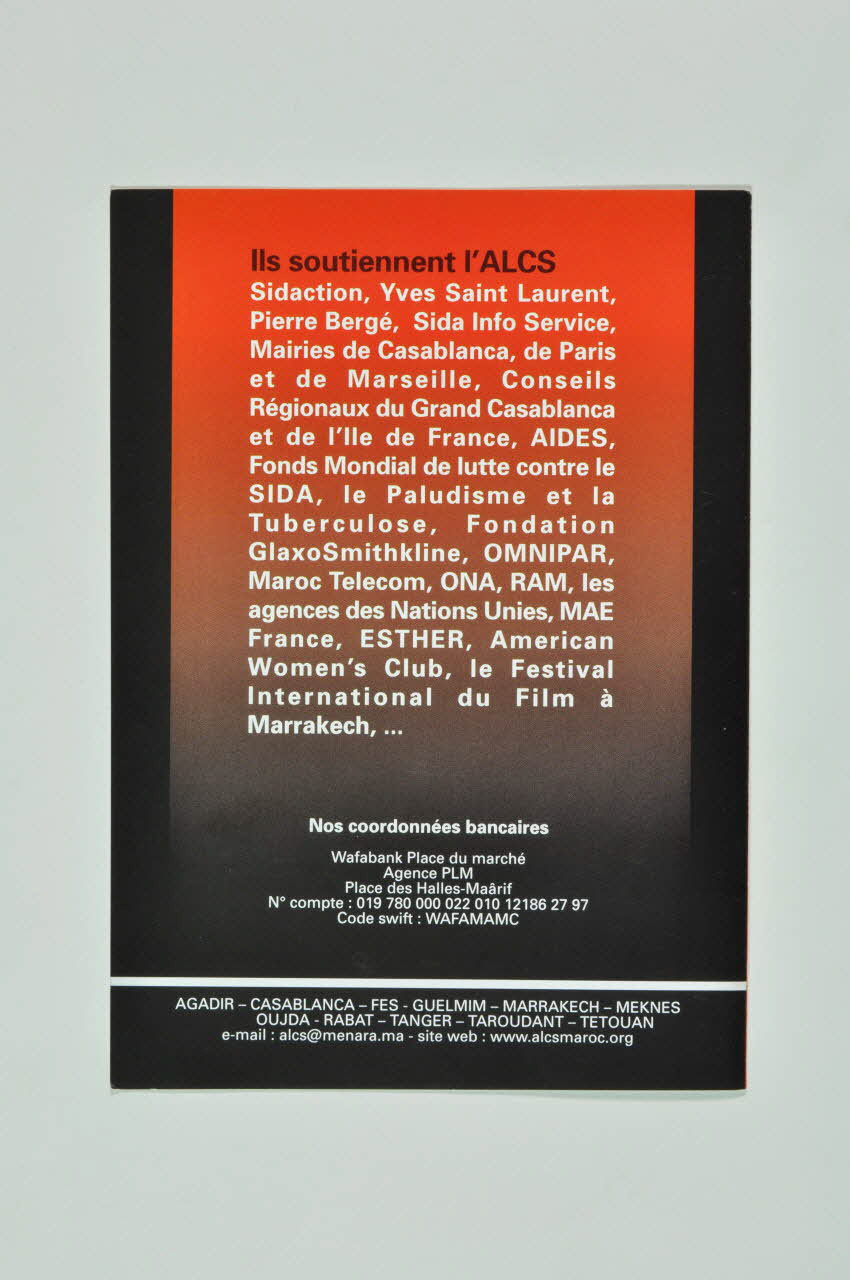 Ils soutiennent l'ALCS
Sidaction, Yves Saint Laurent,
Pierre Bergé, Sida Info Service,
Mairies de Casablanca, de Paris
et de Marseille, Conseils
Régionaux du Grand Casablanca
et de l'Ile de France, AIDES,
Fonds Mondial de lutte contre le
SIDA, le Paludisme et la
Tuberculose, Fondation
GlaxoSmithkline, OMNIPAR,
Maroc Telecom, ONA, RAM, les
agences des Nations Unies, MAE
France, ESTHER, American
Women's Club, le Festival
International du Film à
Marrakech, ...
Nos coordonnées bancaires
Wafabank Place du marché
Agence PLM
Place des Halles-Maârif
N° compte : 019 780 000 022 010 12186 27 97
Code swift : WAFAMAMC
AGADIR – CASABLANCA – FES - GUELMIM – MARRAKECH – MEKNES
OUJDA - RABAT – TANGER – TAROUDANT – TETOUAN
e-mail : alcs@menara.ma - site web : www.alcsmaroc.org